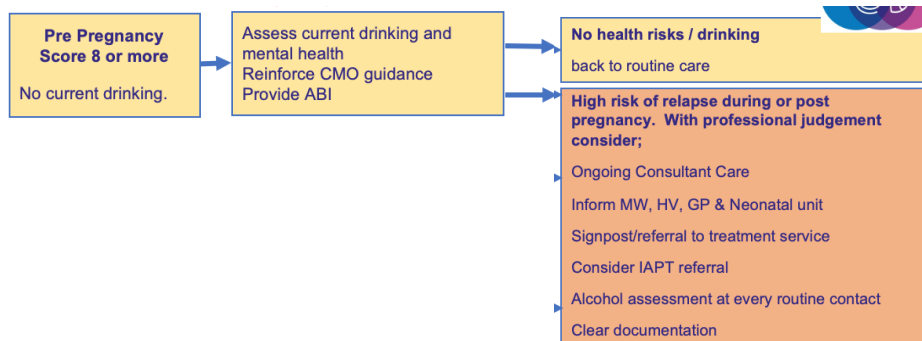 Pre Pregnancy
Score 8 or more
No current drinking.
Assess current drinking and
mental health
Reinforce CMO guidance
Provide ABI
No health risks / drinking
back to routine care
High risk of relapse during or post
pregnancy. With professional judgement
consider;
Ongoing Consultant Care
Inform MW, HV, GP & Neonatal unit
Signpost/referral to treatment service
Consider IAPT referral
Alcohol assessment at every routine contact
Clear documentation